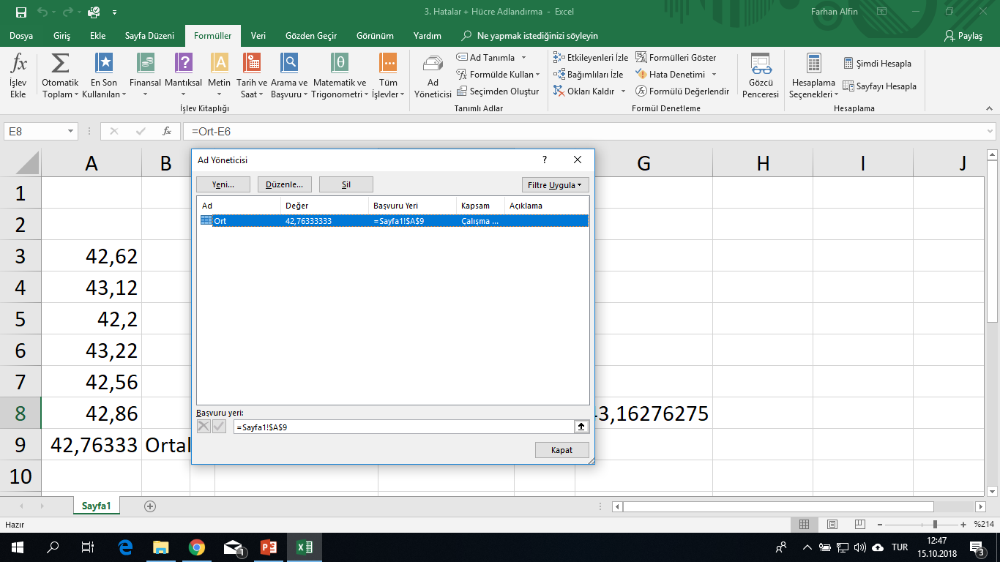 3. Hatalar + Hücre Adlandırma - Excel
Farhan Alfin
Dosya Giriş Ekle Sayfa Düzeni Formüller Veri Gözden Geçir Görünüm Yardım Ne yapmak istediğinizi söyleyin Paylaş
fx
İşlev Ekle
Otomatik Toplam
En Son Kullanılan
Finansal
Mantıksal
Metin
Tarih ve Saat
Arama ve Başvuru
Matematik ve Trigonometri
Tüm İşlevler
İşlev Kitaplığı
Ad Yöneticisi
Ad Tanımla
Formülde Kullan
Seçimden Oluştur
Tanımlı Adlar
Etkileyenleri İzle
Bağımlıları İzle
Okları Kaldır
Formülleri Göster
Hata Denetimi
Formülü Değerlendir
Gözcü Penceresi
Formül Denetleme
Hesaplama Seçenekleri
Şimdi Hesapla
Sayfayı Hesapla
Hesaplama
E8 fx =Ort-E6
A B G H I J
1
2
3 42,62
4 43,12
5 42,2
6 43,22
7 42,56
8 42,86 3,16276275
9 42,76333 Ortal
10
Ad Yöneticisi ?
Yeni... Düzenle... Sil Filtre Uygula
Ad Değer Başvuru Yeri Kapsam Açıklama
Ort 42,76333333 =Sayfa1!$A$9 Çalışma ...
Başvuru yeri:
=Sayfa1!$A$9
Kapat
Sayfa1
Hazır %214
1
TUR
12:47
15.10.2018
3